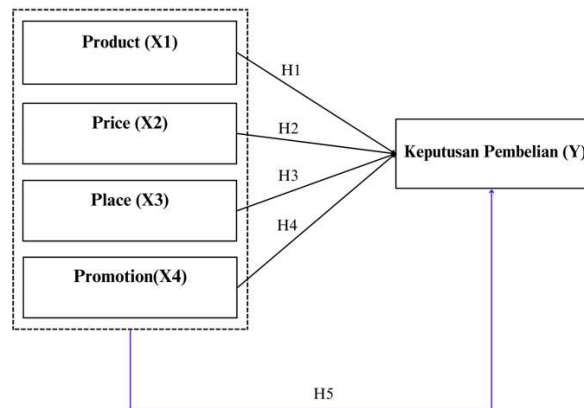 Product (X1)
H1
Price (X2)
H2
Keputusan Pembelian (Y)
H3
Place (X3)
H4
Promotion(X4)
H5